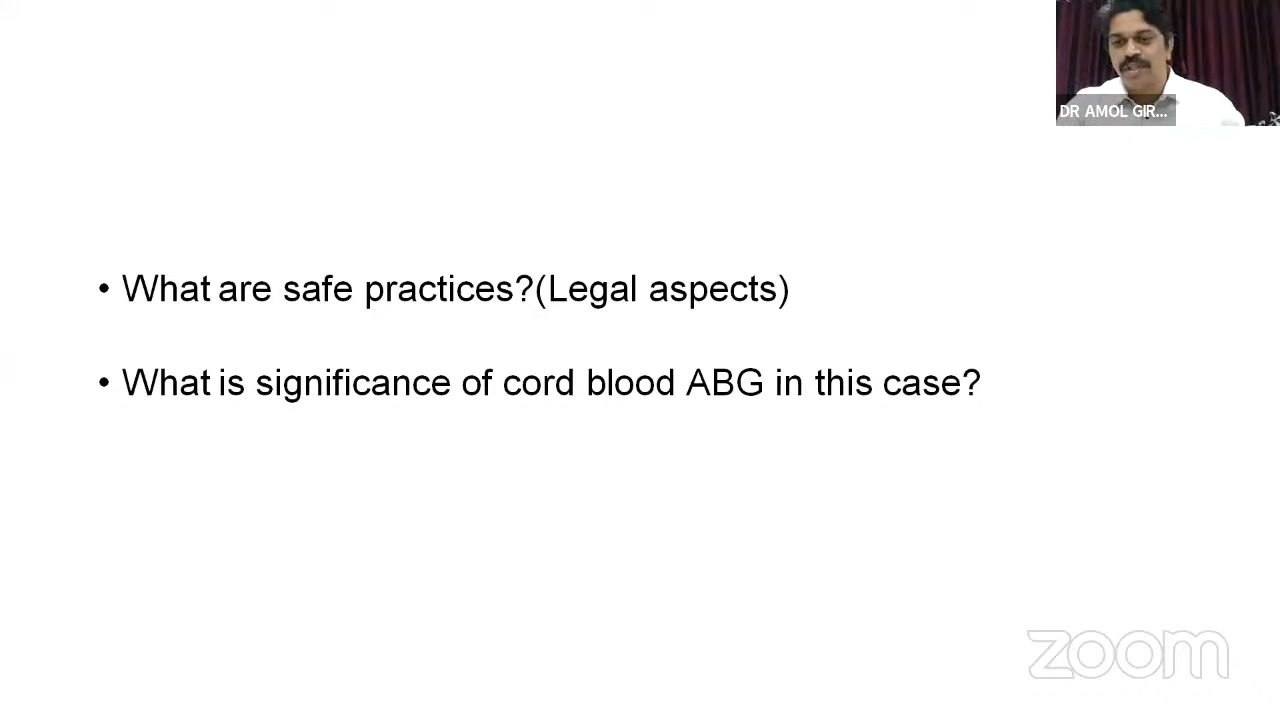 DR AMOL GIR...
• What are safe practices?(Legal aspects)
• What is significance of cord blood ABG in this case?
zoom